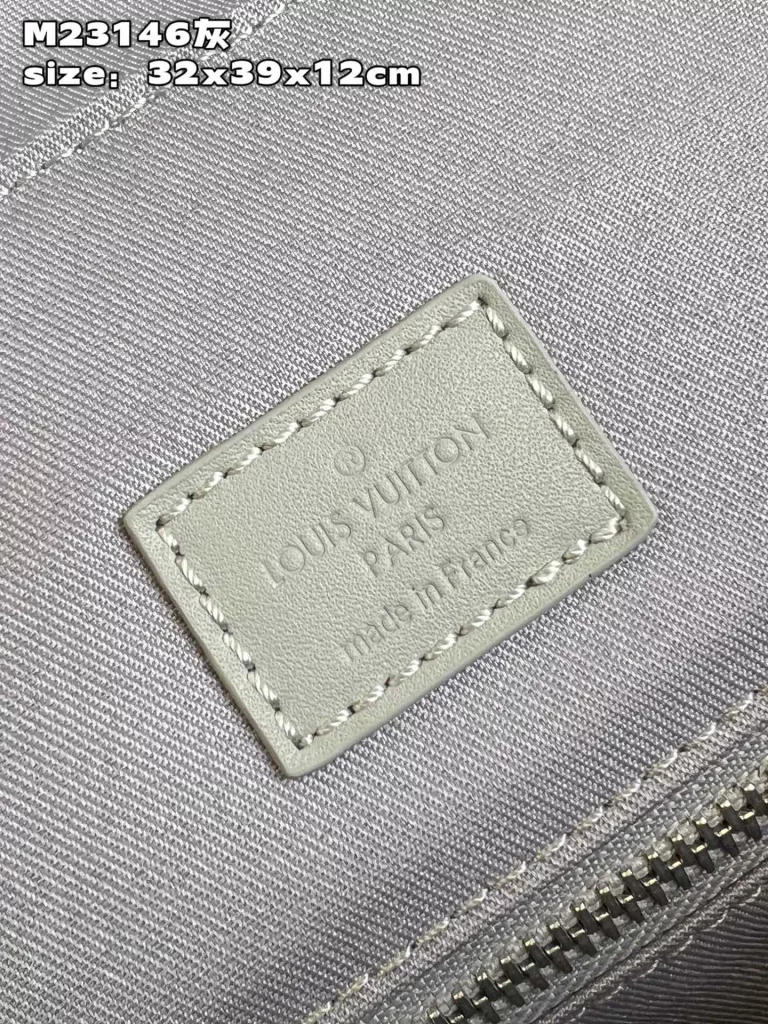 M23146灰
size：32x39x12cm
®
LOUIS VUITTON
PARIS
made in France